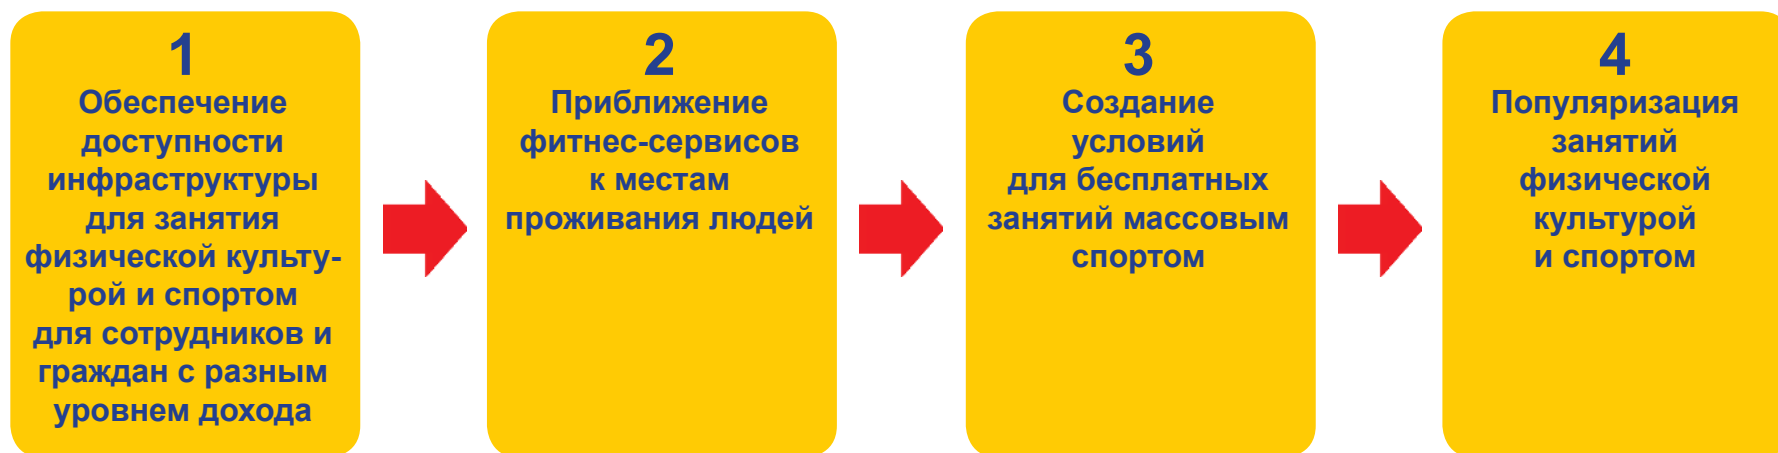 1
Обеспечение
доступности
инфраструктуры
для занятия
физической культу-
рой и спортом
для сотрудников и
граждан с разным
уровнем дохода
2
Приближение
фитнес-сервисов
к местам
проживания людей
3
Создание
условий
для бесплатных
занятий массовым
спортом
4
Популяризация
занятий
физической
культурой
и спортом